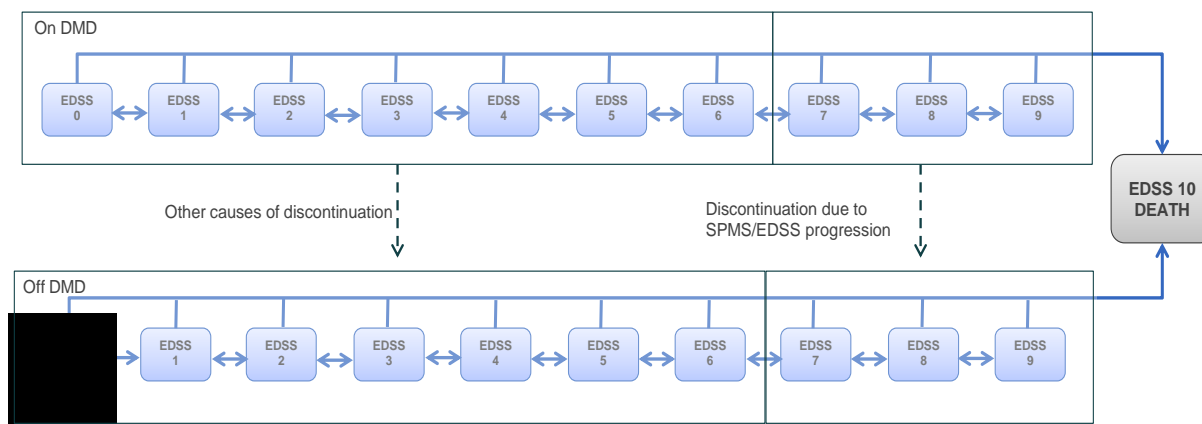 On DMD
EDSS
0
EDSS
1
EDSS
2
EDSS
3
EDSS
4
EDSS
5
EDSS
6
EDSS
7
EDSS
8
EDSS
9
Other causes of discontinuation
Discontinuation due to
SPMS/EDSS progression
EDSS 10
DEATH
Off DMD
EDSS
1
EDSS
2
EDSS
3
EDSS
4
EDSS
5
EDSS
6
EDSS
7
EDSS
8
EDSS
9